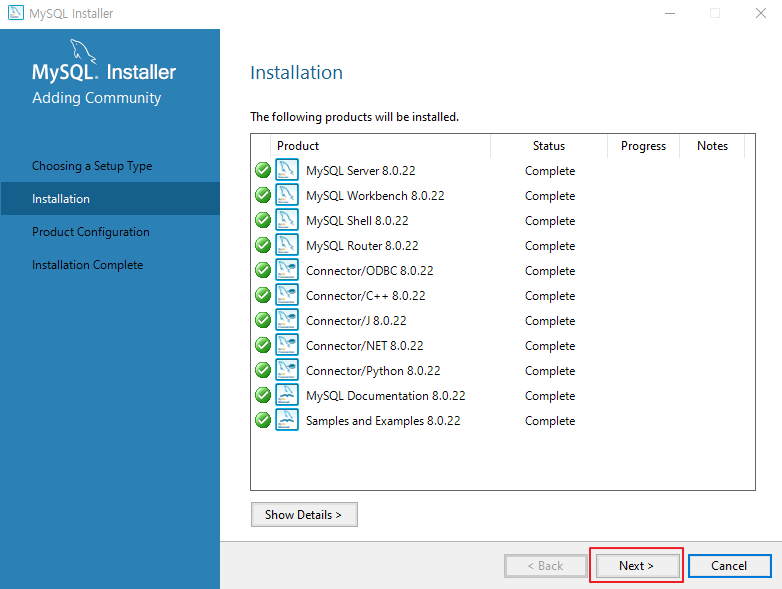 MySQL Installer
MySQL. Installer
Adding Community
Choosing a Setup Type
Installation
Product Configuration
Installation Complete
Installation
The following products will be installed.
Product Status Progress Notes
MySQL Server 8.0.22 Complete
MySQL Workbench 8.0.22 Complete
MySQL Shell 8.0.22 Complete
MySQL Router 8.0.22 Complete
Connector/ODBC 8.0.22 Complete
Connector/C++ 8.0.22 Complete
Connector/J 8.0.22 Complete
Connector/NET 8.0.22 Complete
Connector/Python 8.0.22 Complete
MySQL Documentation 8.0.22 Complete
Samples and Examples 8.0.22 Complete
Show Details >
< Back Next > Cancel